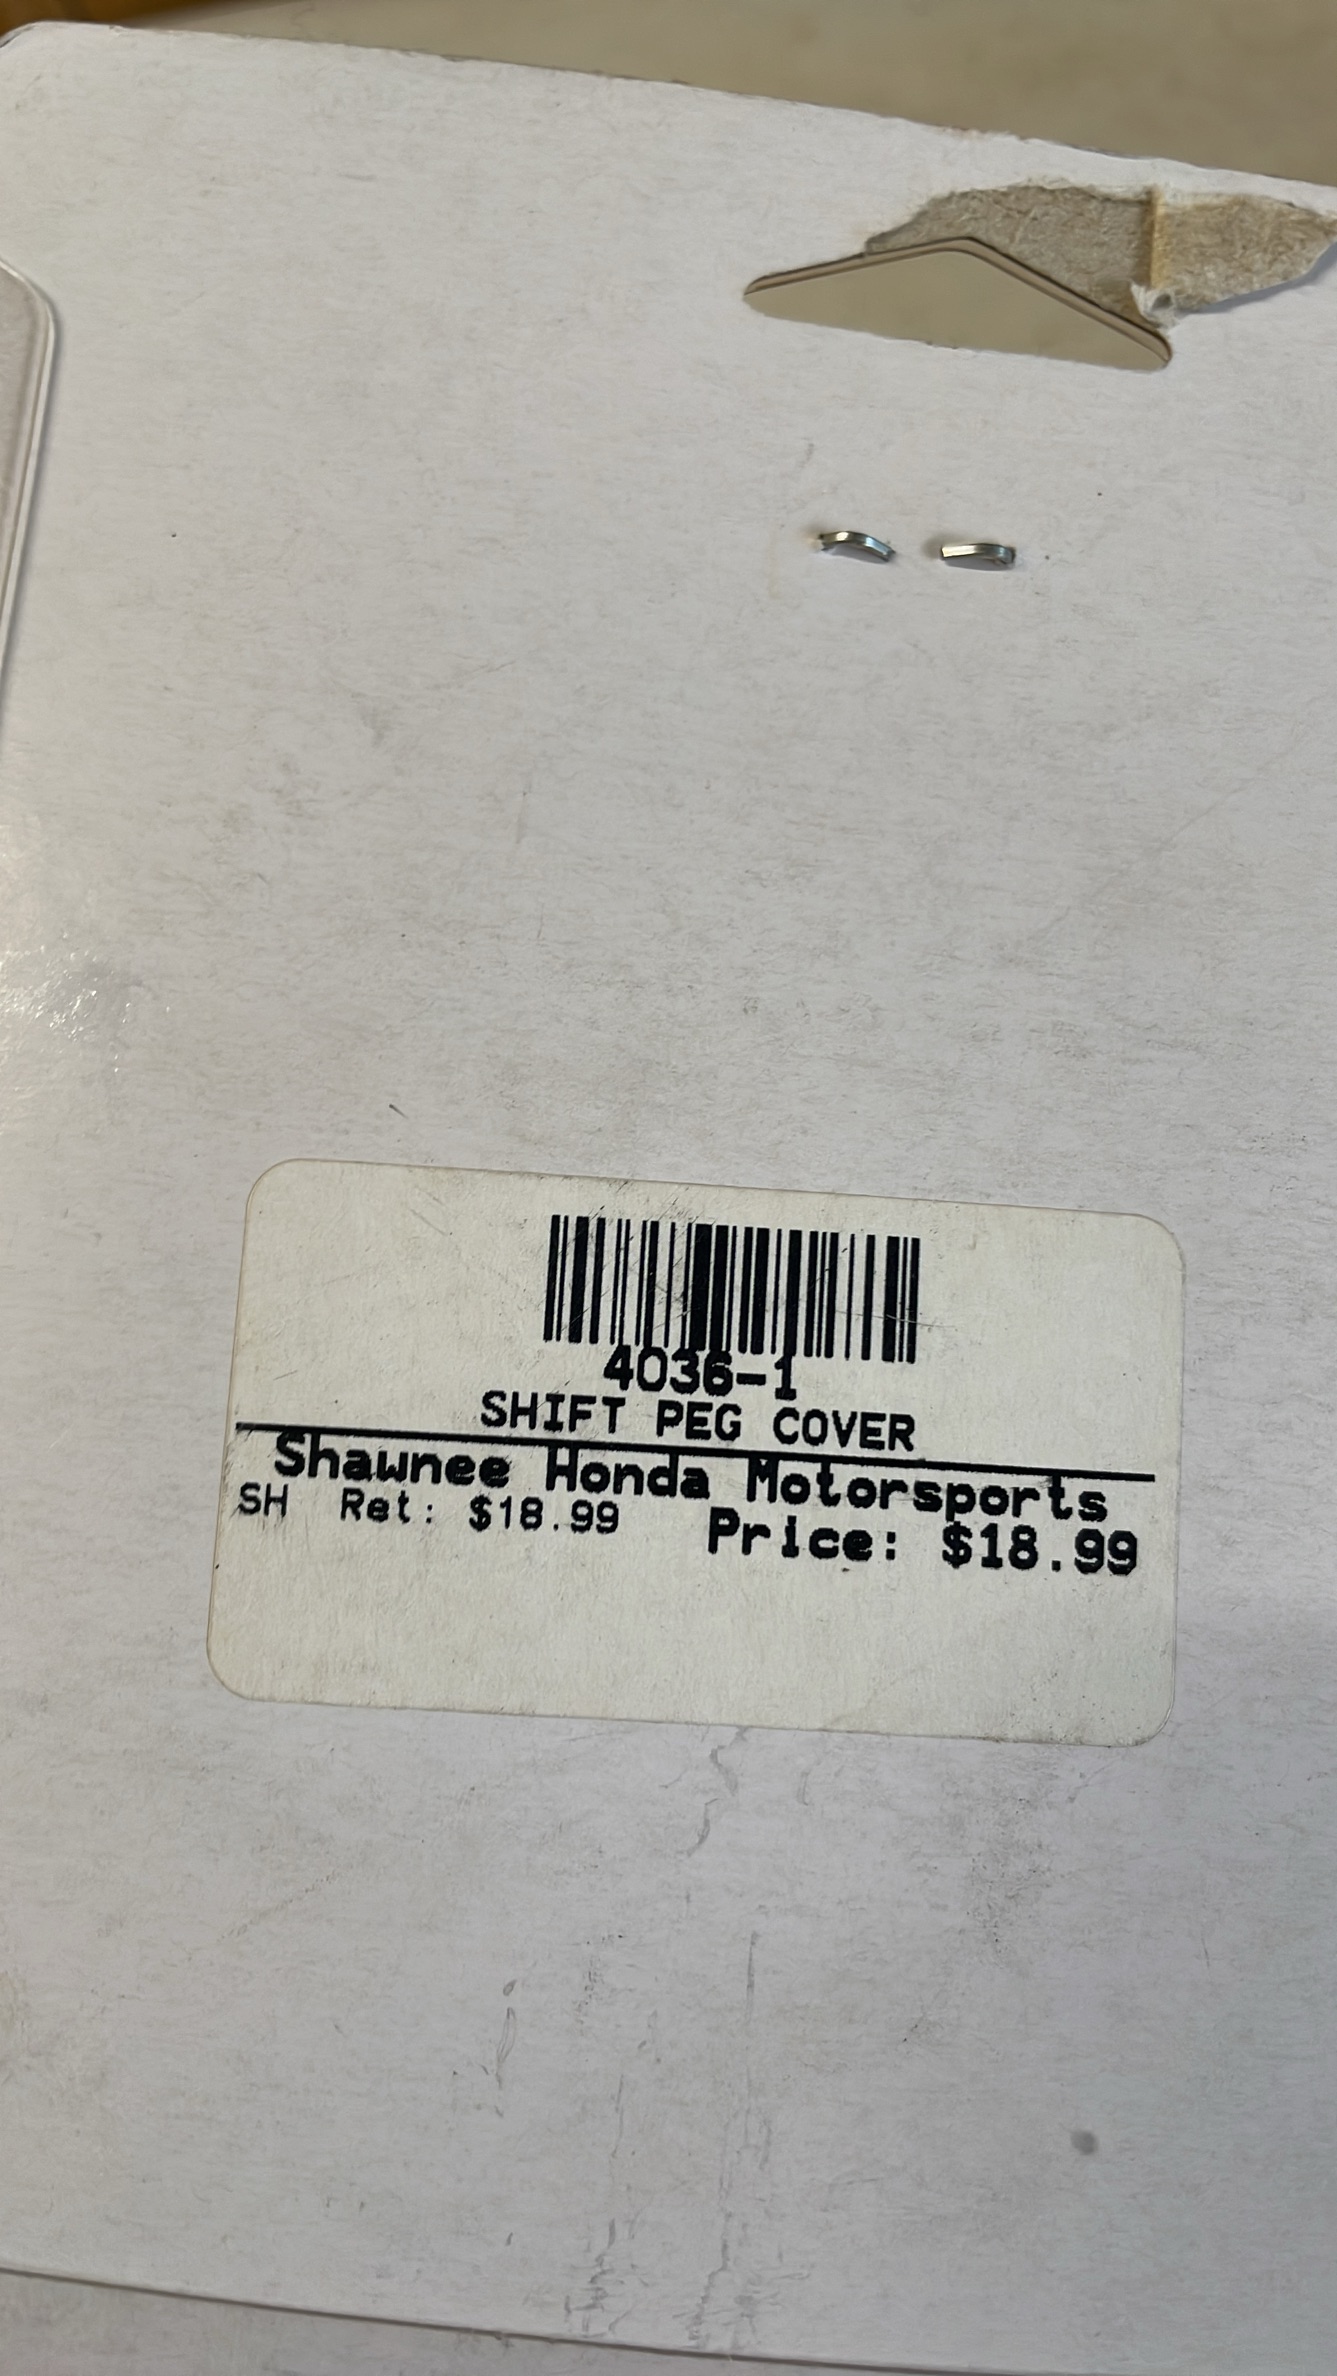 4036-1
SHIFT PEG COVER
Shawnee Honda Motorsports
SH Ret: $18.99 Price: $18.99